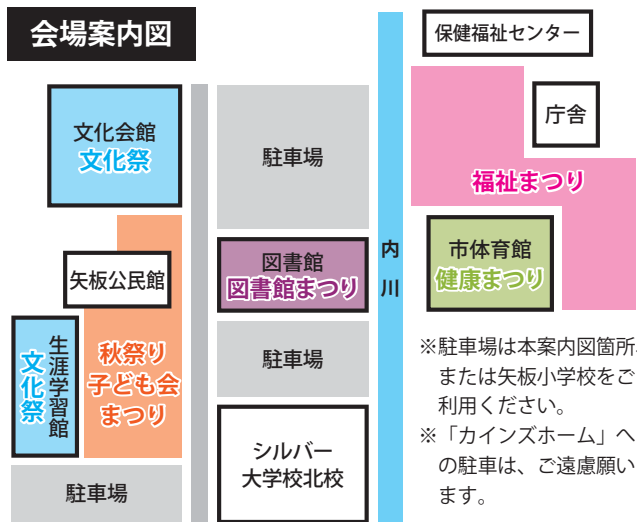 会場案内図
保健福祉センター
庁舎
福祉まつり
文化会館
文化祭
駐車場
矢板公民館
図書館
図書館まつり
内川
市体育館
健康まつり
生涯学習館
文化祭
秋祭り
子ども会
まつり
駐車場
シルバー
大学校北校
駐車場
※駐車場は本案内図箇所、
または矢板小学校をご
利用ください。
※「カインズホーム」へ
の駐車は、ご遠慮願い
ます。